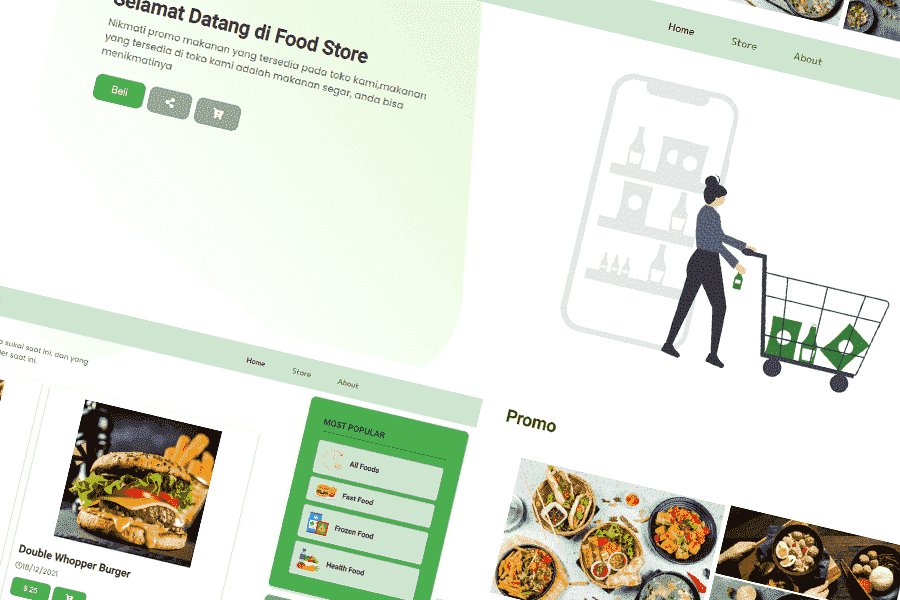 Selamat Datang di Food Store
Nikmati promo makanan yang tersedia pada toko kami,makanan
yang tersedia di toko kami adalah makanan segar, anda bisa
menikmatinya
Beli
Home
Store
About
sukai saat ini, dan yang
saat ini.
Home
Store
About
Double Whopper Burger
18/12/2021
$ 25
MOST POPULAR
All Foods
Fast Food
Frozen Food
Health Food
Promo